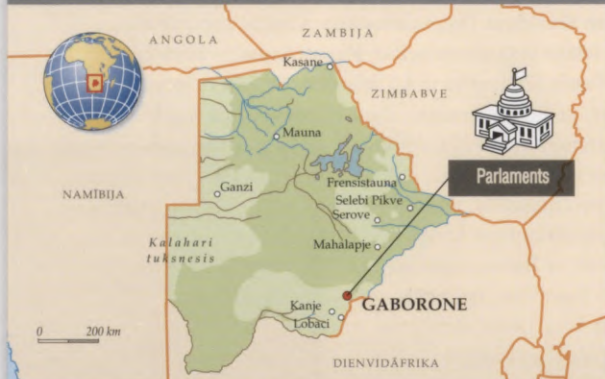 ANGOLA
ZAMBIJA
Kasane
ZIMBABVE
Mauna
Parlaments
NAMĪBIJA
Ganzi
Frensistauna
Selebi Pikve
Serove
Kalahari
tuksnesis
Mahalapje
Kanje
GABORONE
Lobaci
0 200 km
DIENVIDĀFRIKA